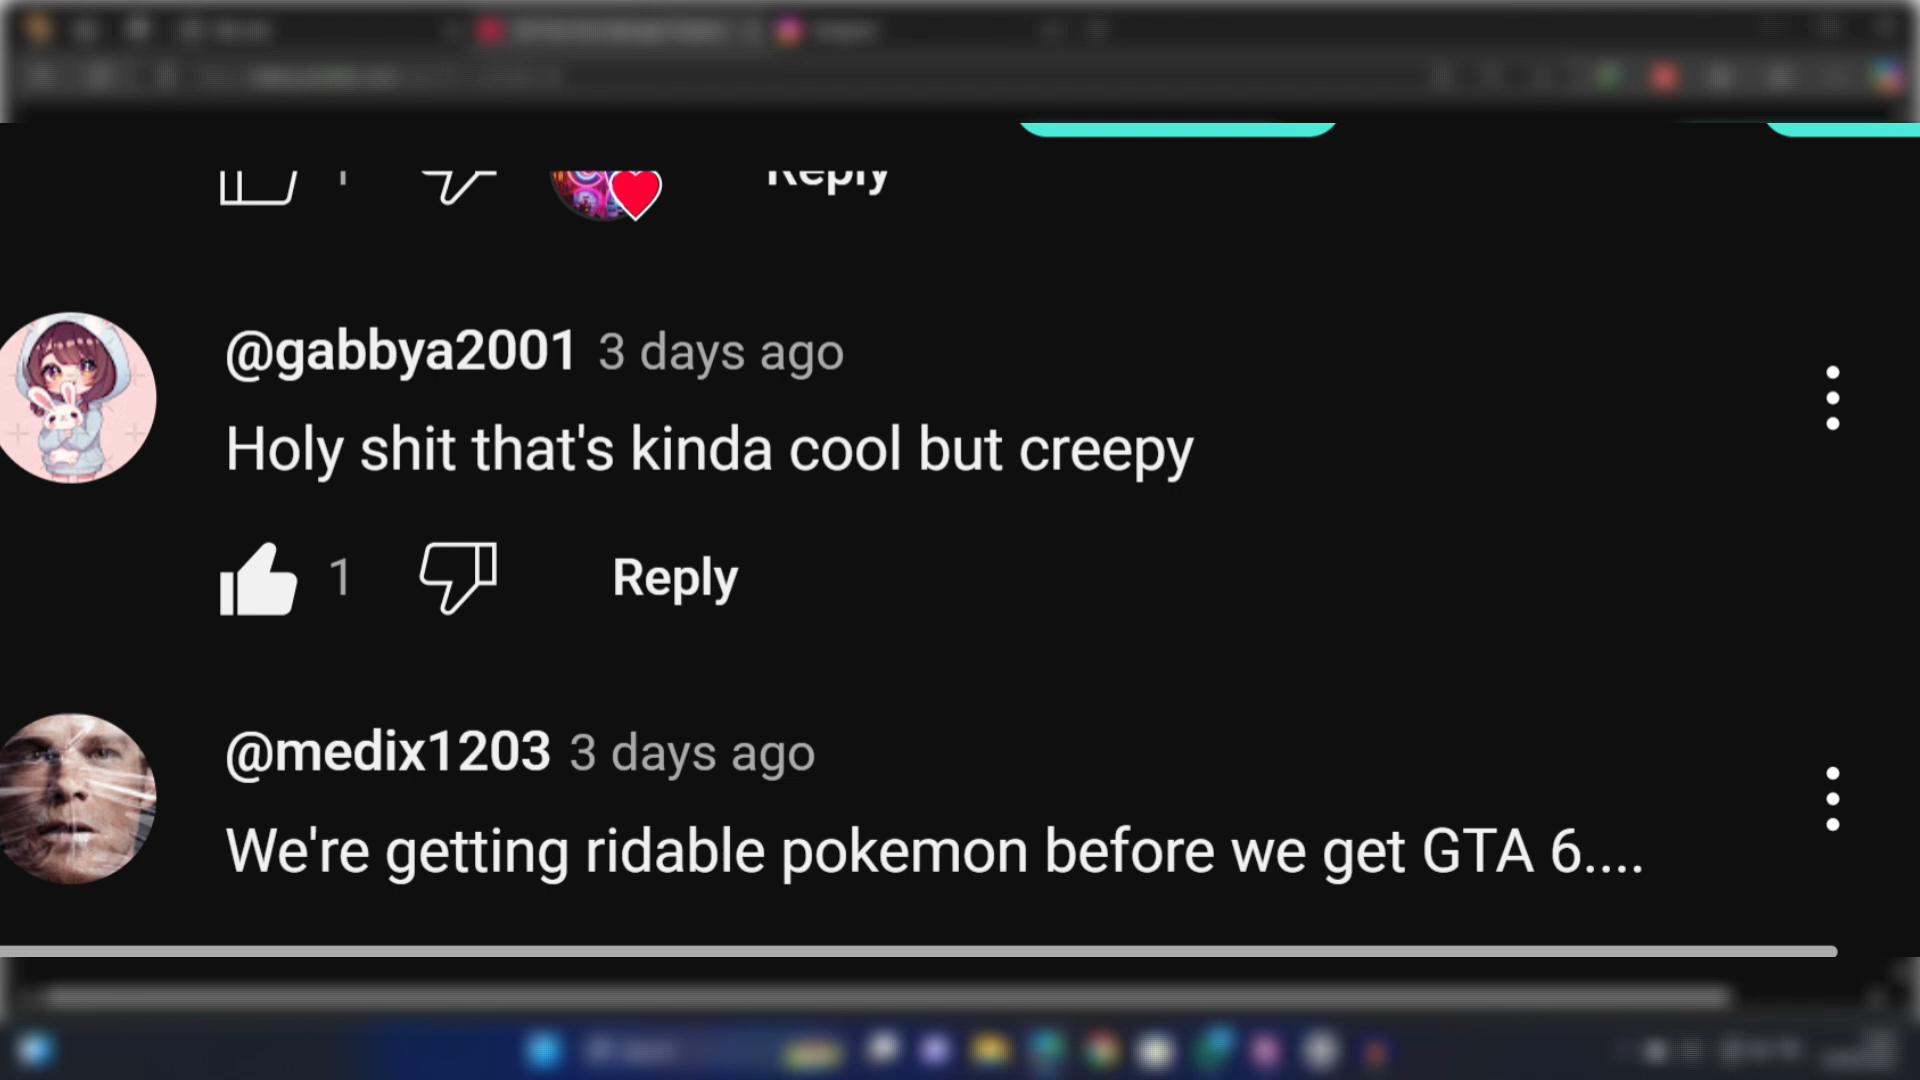 Reply
@gabbya2001 3 days ago
Holy shit that's kinda cool but creepy
1
Reply
@medix1203 3 days ago
We're getting ridable pokemon before we get GTA 6....